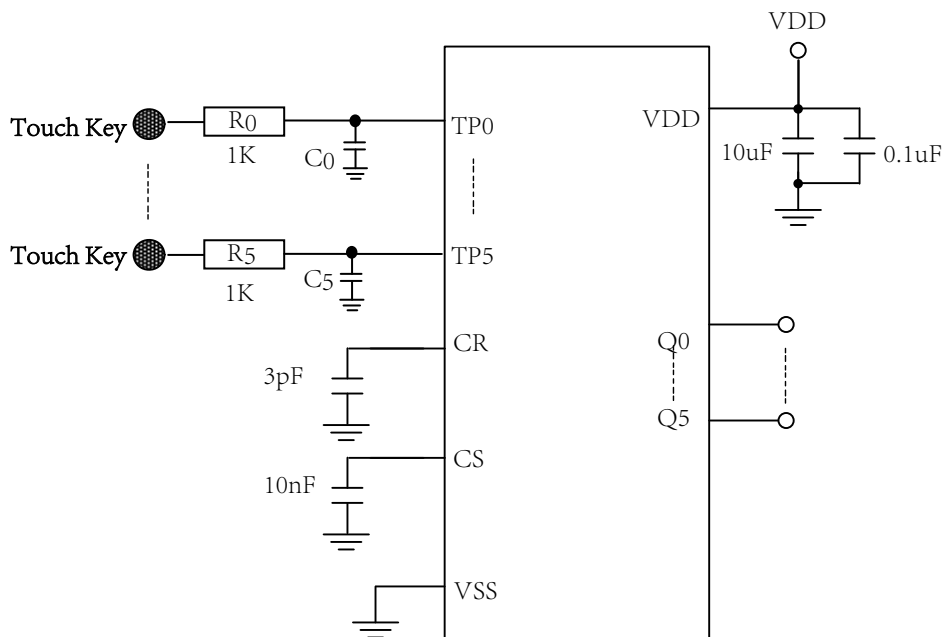 VDD
Touch Key
R0
1K
C0
TP0
VDD
10uF
0.1uF
Touch Key
R5
1K
C5
TP5
CR
3pF
Q0
Q5
CS
10nF
VSS